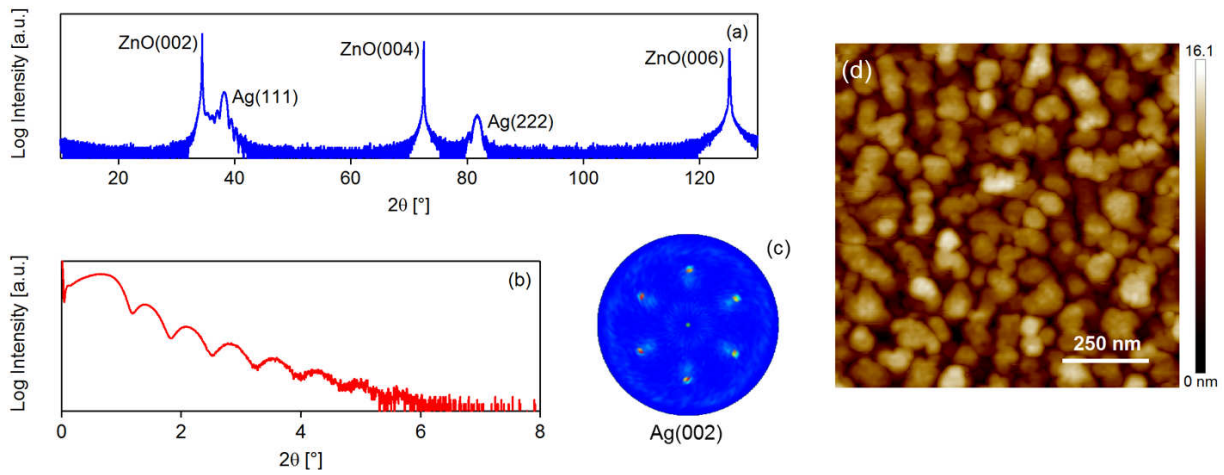 Log Intensity [a.u.]
(a)
ZnO(002)
Ag(111)
ZnO(004)
Ag(222)
ZnO(006)
20 40 60 80 100 120
2θ [°]
Log Intensity [a.u.]
(b)
0 2 4 6 8
2θ [°]
(c)
Ag(002)
(d)
250 nm
16.1
0 nm